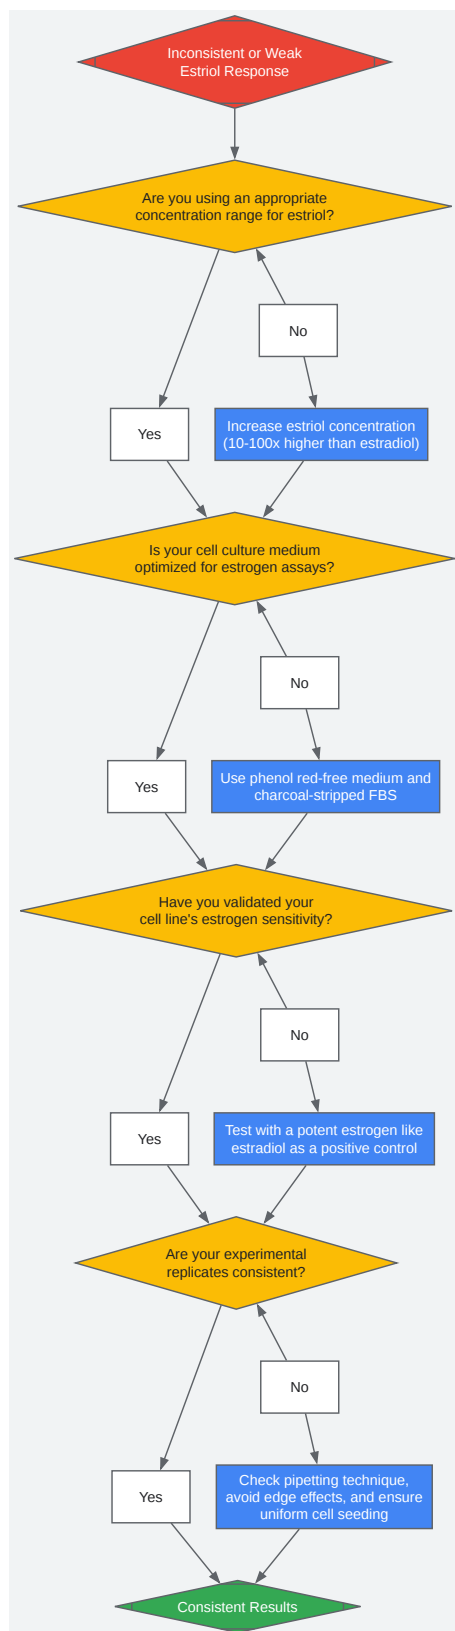 Inconsistent or Weak
Estriol Response
Are you using an appropriate
concentration range for estriol?
No
Yes
Increase estriol concentration
(10-100x higher than estradiol)
Is your cell culture medium
optimized for estrogen assays?
No
Yes
Use phenol red-free medium and
charcoal-stripped FBS
Have you validated your
cell line's estrogen sensitivity?
No
Yes
Test with a potent estrogen like
estradiol as a positive control
Are your experimental
replicates consistent?
No
Yes
Check pipetting technique,
avoid edge effects, and ensure
uniform cell seeding
Consistent Results